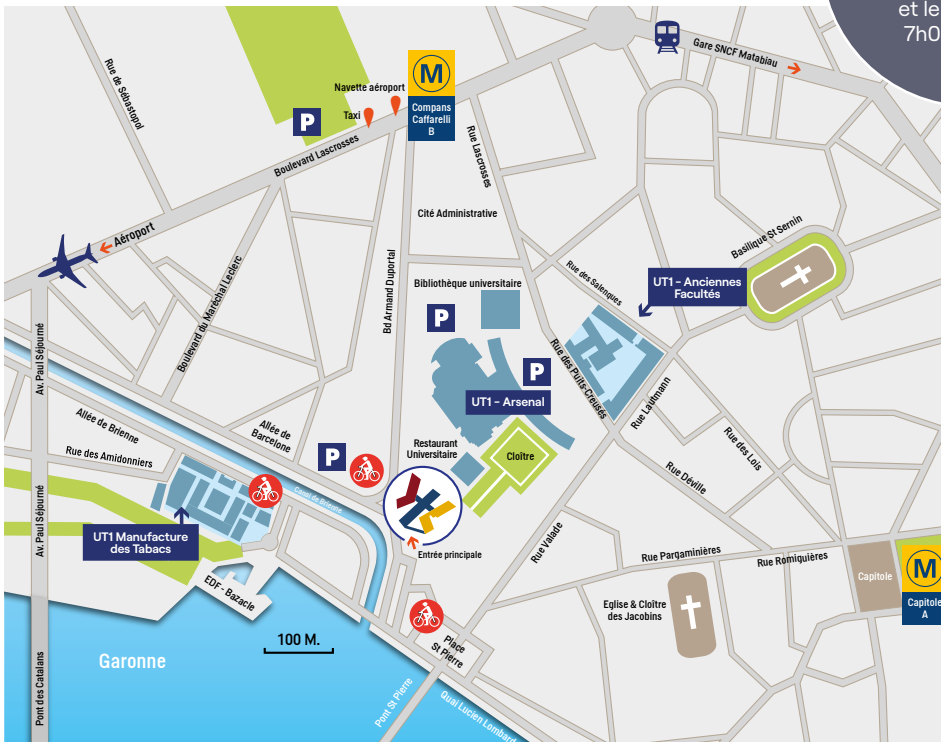 et le
7h0
Gare SNCF Matabiau
Rue de Sébastopol
Navette aéroport
Taxi
P
M
Compans
Caffarelli
B
Boulevard Lascrosses
Rue Lascrosses
Cité Administrative
Aéroport
Basilique St Sernin
Rue des Salenques
UT1 - Anciennes
Facultés
Bibliothèque universitaire
P
Bd Armand Duportal
Boulevard du Maréchal Leclerc
Av. Paul Séjourné
P
Rue des Puits-Creusés
UT1 - Arsenal
Rue Lautmann
Allée de Brienne
Allée de
Barcelone
Rue des Amidonniers
P
Restaurant
Universitaire
Cloître
Rue des Lois
Rue Déville
Canal de Brienne
UT1 Manufacture
des Tabacs
Av. Paul Séjourné
Entrée principale
Rue Valade
Rue Pargaminières
Rue Romiquières
Capitole
M
Capitole
A
EDF - Bazacle
Eglise & Cloître
des Jacobins
100 M.
Place
St Pierre
Garonne
Pont des Catalans
Pont St Pierre
Quai Lucien Lombard